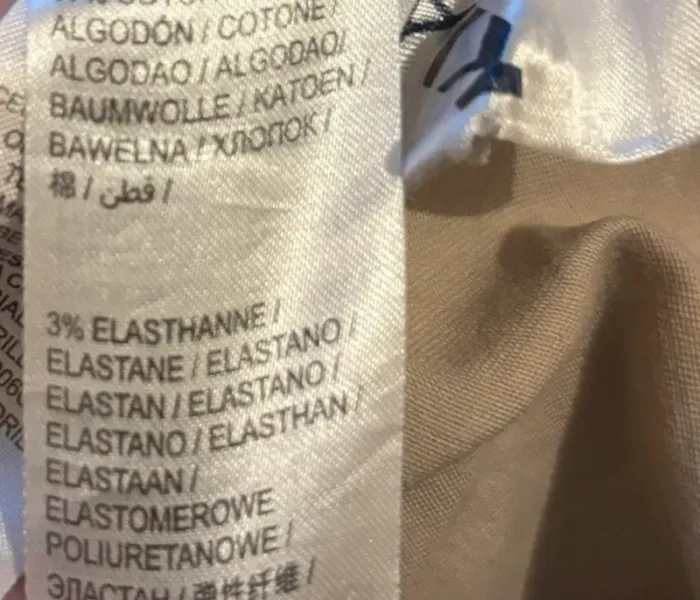 ALGODÓN / COTONE /
ALGODAO / ALGODAO/
BAUMWOLLE / KATOEN /
BAWELNA / ХЛОПОК /
棉 / قطن /
3% ELASTHANNE /
ELASTANE / ELASTANO /
ELASTAN / ELASTANO /
ELASTANO / ELASTHAN /
ELASTAAN /
ELASTOMEROWE
POLIURETANOWE /
ЭЛАСТАН / 弹性纤维 /